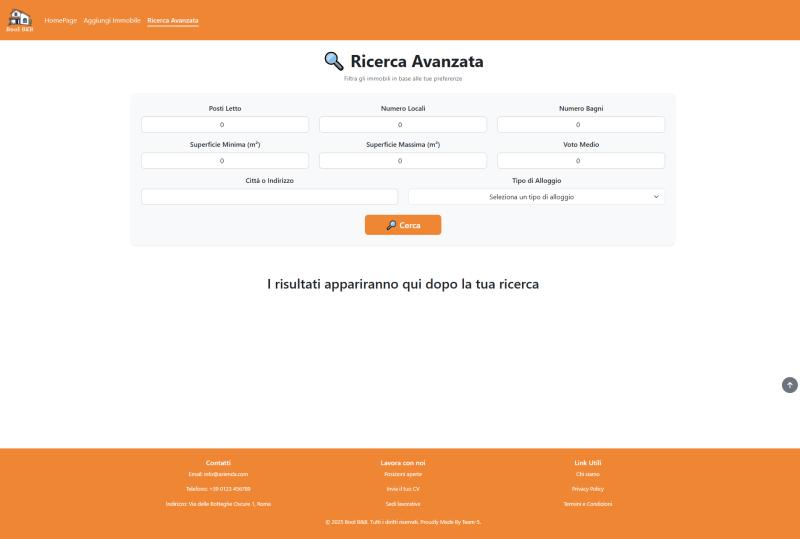 Bool B&B
HomePage Aggiungi Immobile Ricerca Avanzata
Ricerca Avanzata
Filtra gli immobili in base alle tue preferenze
Posti Letto Numero Locali Numero Bagni
0 0 0
Superficie Minima (m²) Superficie Massima (m²) Voto Medio
0 0 0
Città o Indirizzo Tipo di Alloggio
Seleziona un tipo di alloggio
Cerca
I risultati appariranno qui dopo la tua ricerca
Contatti Lavora con noi Link Utili
Email: info@azienda.com Posizioni aperte Chi siamo
Telefono: +39 0123 456789 Invia il tuo CV Privacy Policy
Indirizzo: Via delle Botteghe Oscure 1, Roma Sedi lavorative Termini e Condizioni
© 2025 Bool B&B. Tutti i diritti riservati. Proudly Made By Team 5.